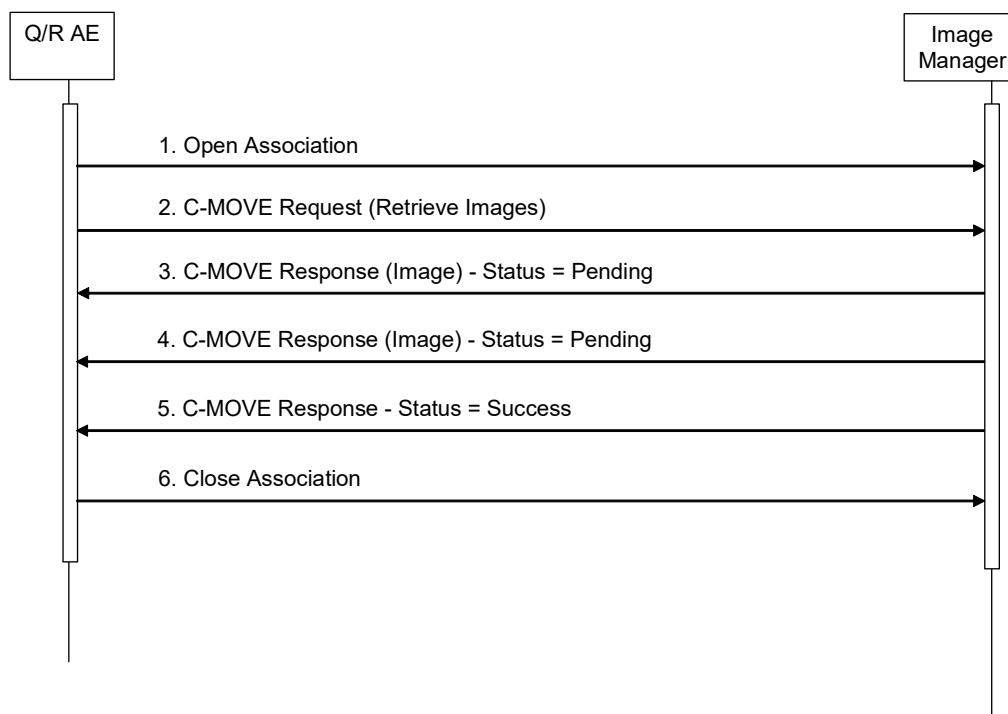 Q/R AE
Image
Manager
1. Open Association
2. C-MOVE Request (Retrieve Images)
3. C-MOVE Response (Image) - Status = Pending
4. C-MOVE Response (Image) - Status = Pending
5. C-MOVE Response - Status = Success
6. Close Association